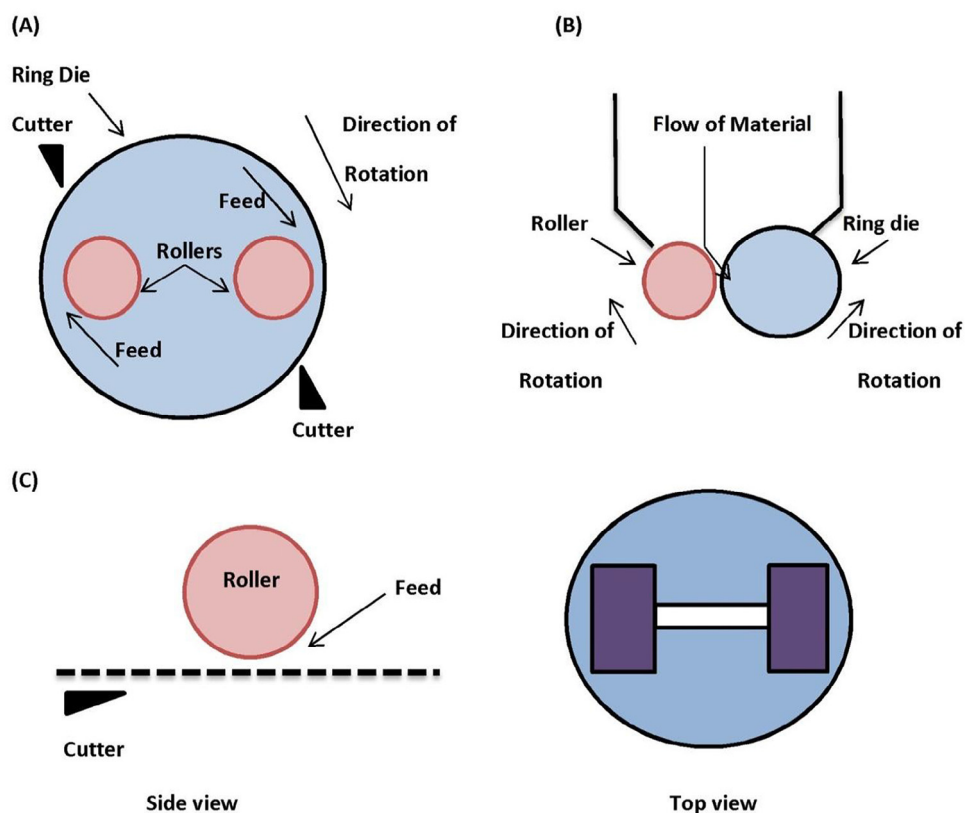 (A)
Ring Die
Cutter
Direction of
Rotation
Feed
Rollers
Feed
Cutter
(B)
Flow of Material
Roller
Ring die
Direction of
Rotation
Direction of
Rotation
(C)
Roller
Feed
Cutter
Side view
Top view